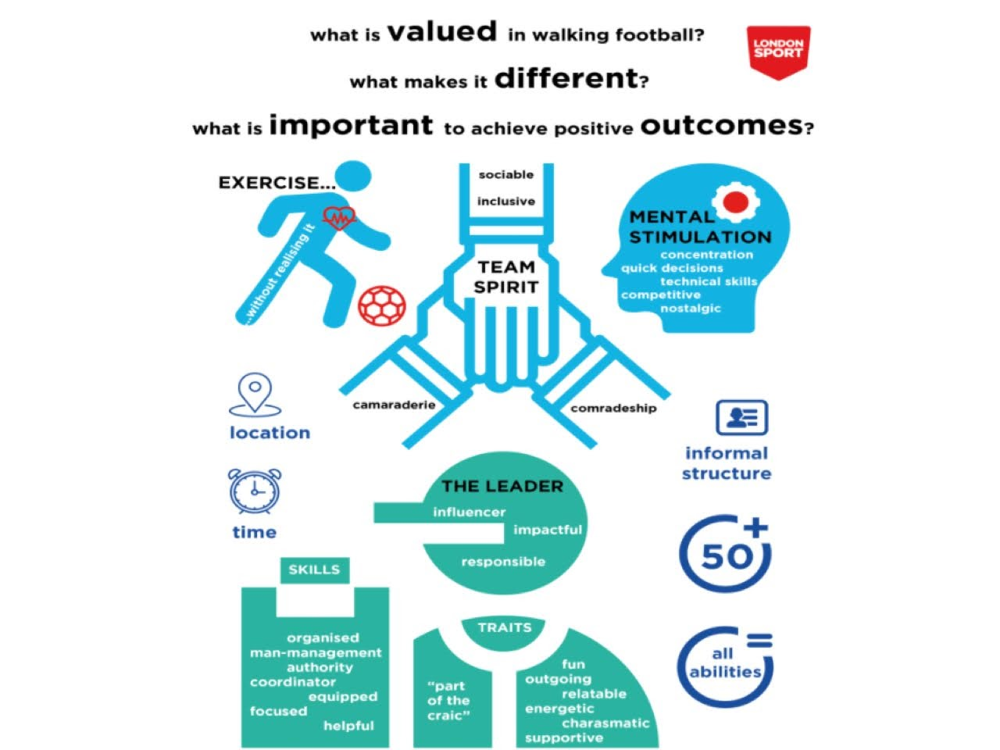 what is valued in walking football?
LONDON
SPORT
what makes it different?
what is important to achieve positive outcomes?
EXERCISE...
...without realising it
sociable
inclusive
TEAM
SPIRIT
camaraderie
comradeship
MENTAL
STIMULATION
concentration
quick decisions
technical skills
competitive
nostalgic
location
time
informal
structure
50+
all
abilities
=
THE LEADER
influencer
impactful
responsible
SKILLS
organised
man-management
authority
coordinator
equipped
focused
helpful
TRAITS
“part
of the
craic”
fun
outgoing
relatable
energetic
charasmatic
supportive